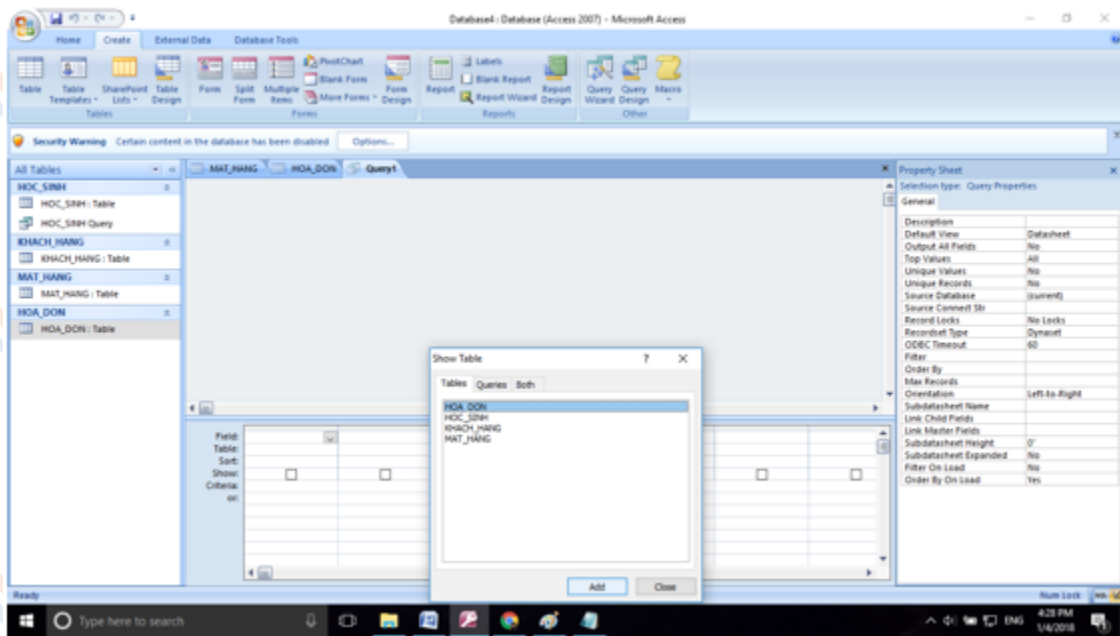 Database4 : Database (Access 2007) - Microsoft Access
Home Create External Data Database Tools
Table
Table Templates
SharePoint Lists
Table Design
Tables
Form
Split Form
Multiple Items
PivotChart
Blank Form
More Forms
Form Design
Forms
Report
Labels
Blank Report
Report Wizard
Report Design
Reports
Query Wizard
Query Design
Macro
Other
Security Warning Certain content in the database has been disabled Options...
All Tables
HOC_SINH
HOC_SINH : Table
HOC_SINH Query
KHACH_HANG
KHACH_HANG : Table
MAT_HANG
MAT_HANG : Table
HOA_DON
HOA_DON : Table
MAT_HANG HOA_DON Query1
Field:
Table:
Sort:
Show:
Criteria:
or:
Show Table ?
Tables Queries Both
HOA_DON
HOC_SINH
KHACH_HANG
MAT_HANG
Add Close
Property Sheet
Selection type: Query Properties
General
Description
Default View Datasheet
Output All Fields No
Top Values All
Unique Values No
Unique Records No
Source Database (current)
Source Connect Str
Record Locks No Locks
Recordset Type Dynaset
ODBC Timeout 60
Filter
Order By
Max Records
Orientation Left-to-Right
Subdatasheet Name
Link Child Fields
Link Master Fields
Subdatasheet Height 0"
Subdatasheet Expanded No
Filter On Load No
Order By On Load Yes
Ready Num Lock
Type here to search
ENG
4:28 PM
1/4/2018